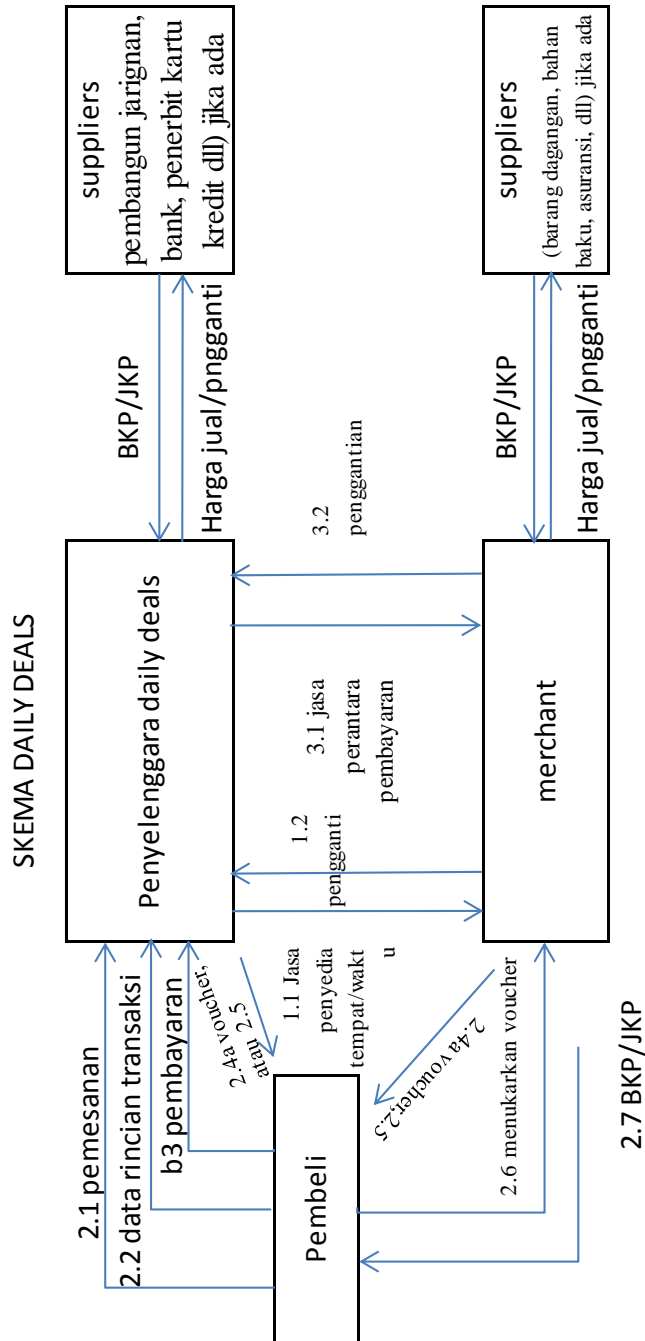 SKEMA DAILY DEALS
2.1 pemesanan
2.2 data rincian transaksi
b3 pembayaran
2.4a voucher,
atau 2.5
Penyelenggara daily deals
BKP/JKP
Harga jual/pngganti
suppliers
pembangun jarignan,
bank, penerbit kartu
kredit dll) jika ada
1.1 Jasa
penyedia
tempat/wakt
u
1.2
pengganti
3.1 jasa
perantara
pembayaran
3.2
penggantian
Pembeli
2.4a voucher,2.5
2.6 menukarkan voucher
2.7 BKP/JKP
merchant
BKP/JKP
Harga jual/pngganti
suppliers
(barang dagangan, bahan
baku, asuransi, dll) jika ada